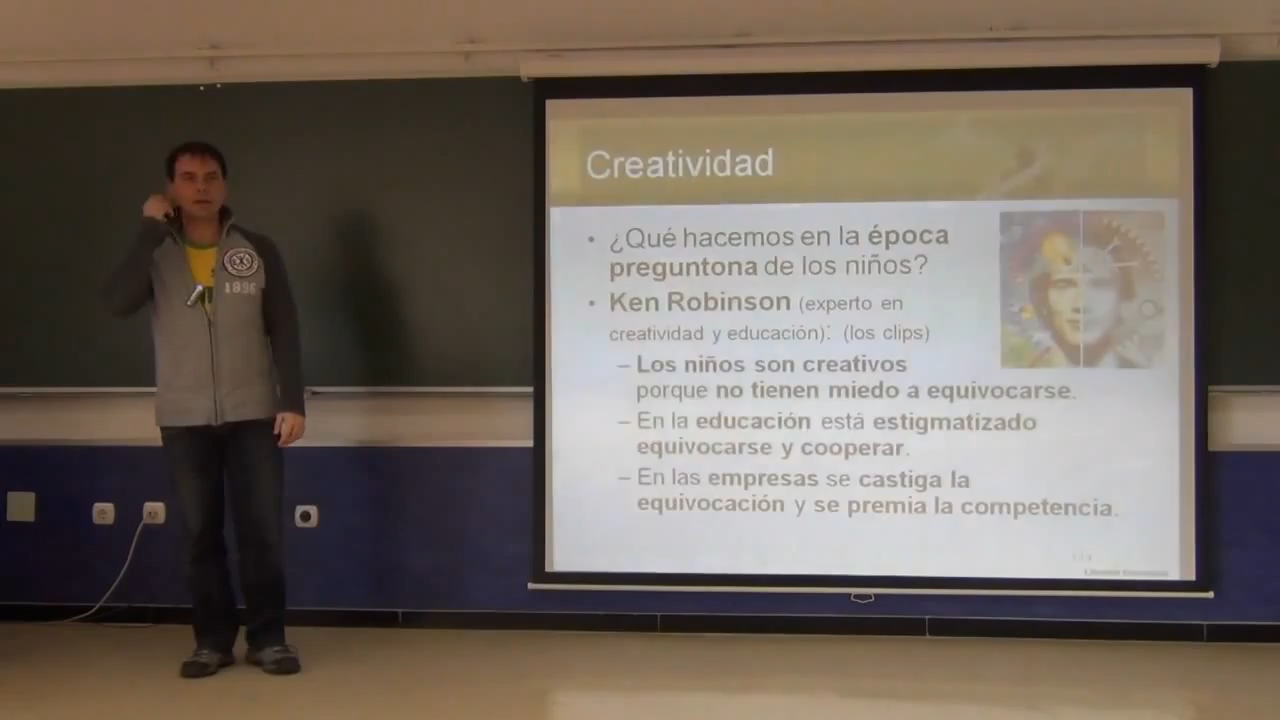 Creatividad
• ¿Qué hacemos en la época
preguntona de los niños?
• Ken Robinson (experto en
creatividad y educación): (los clips)
– Los niños son creativos
porque no tienen miedo a equivocarse.
– En la educación está estigmatizado
equivocarse y cooperar.
– En las empresas se castiga la
equivocación y se premia la competencia.
1896